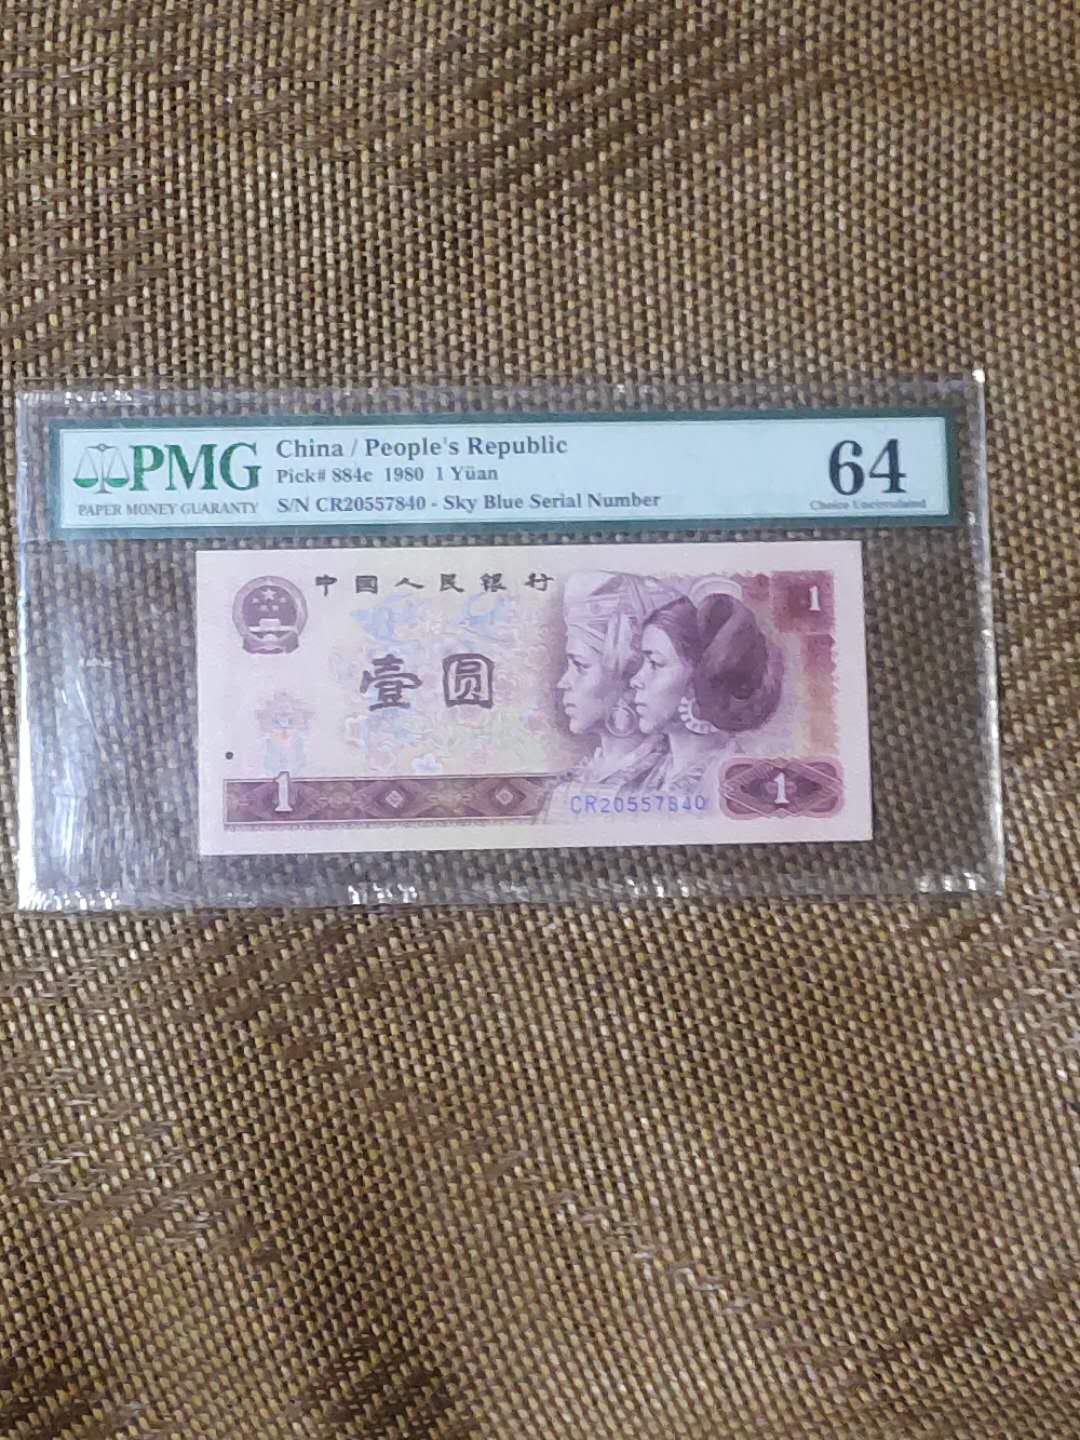 PMG
PAPER MONEY GUARANTY
China / People's Republic
Pick# 884c 1980 1 Yüan
S/N CR20557840 - Sky Blue Serial Number
64
Choice Uncirculated
中国人民银行
1
壹圆
1
CR20557840
1